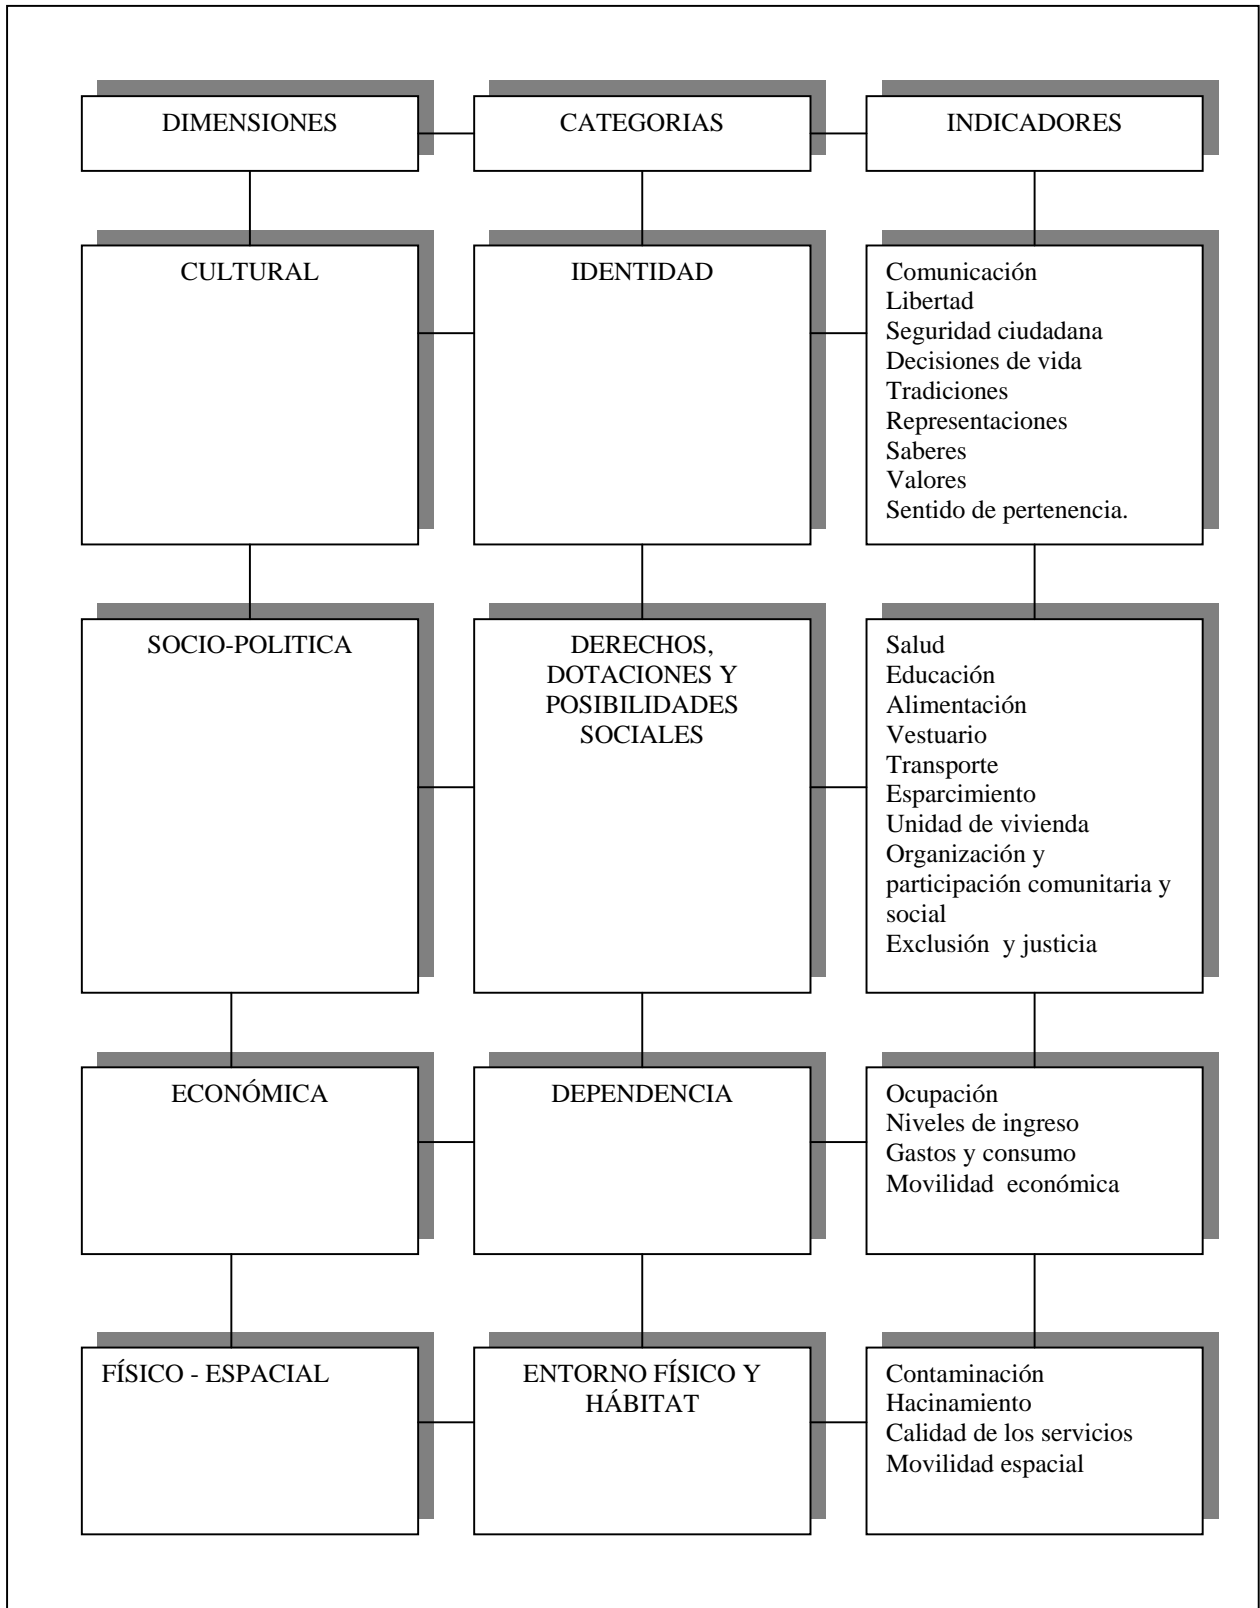 DIMENSIONES
CATEGORIAS
INDICADORES
CULTURAL
IDENTIDAD
Comunicación
Libertad
Seguridad ciudadana
Decisiones de vida
Tradiciones
Representaciones
Saberes
Valores
Sentido de pertenencia.
SOCIO-POLITICA
DERECHOS,
DOTACIONES Y
POSIBILIDADES
SOCIALES
Salud
Educación
Alimentación
Vestuario
Transporte
Esparcimiento
Unidad de vivienda
Organización y
participación comunitaria y
social
Exclusión  y justicia
ECONÓMICA
DEPENDENCIA
Ocupación
Niveles de ingreso
Gastos y consumo
Movilidad  económica
FÍSICO - ESPACIAL
ENTORNO FÍSICO Y
HÁBITAT
Contaminación
Hacinamiento
Calidad de los servicios
Movilidad espacial